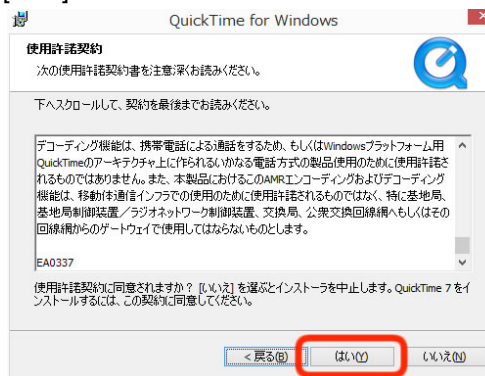 QuickTime for Windows
使用許諾契約
次の使用許諾契約書を注意深くお読みください。
下へスクロールして、契約を最後までお読みください。
デコーディング機能は、携帯電話による通話をするため、もしくはWindowsプラットフォーム用
QuickTimeのアーキテクチャ上に作られるいかなる電話方式の製品使用のために使用許諾さ
れるものではありません。また、本製品におけるこのAMRエンコーディングおよびデコーディング
機能は、移動体通信インフラでの使用のために使用許諾されるものではなく、特に基地局、
基地局制御装置／ラジオネットワーク制御装置、交換局、公衆交換回線網へもしくはその
回線網からのゲートウェイで使用してはならないものとします。
EA0337
使用許諾契約に同意されますか？ [いいえ] を選ぶとインストーラを中止します。QuickTime 7 をイ
ンストールするには、この契約に同意してください。
< 戻る(B)
はい(Y)
いいえ(N)